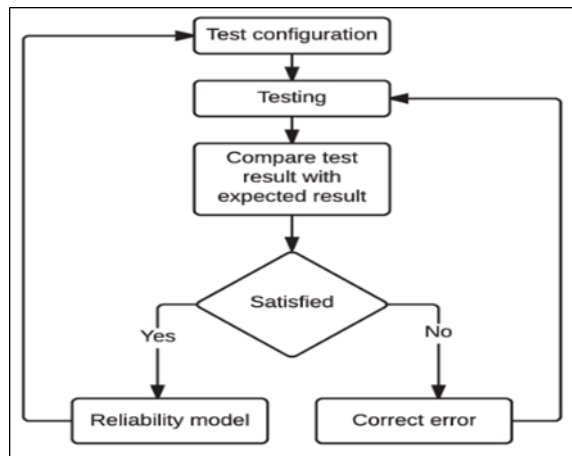 Test configuration
Testing
Compare test
result with
expected result
Satisfied
Yes
No
Reliability model
Correct error